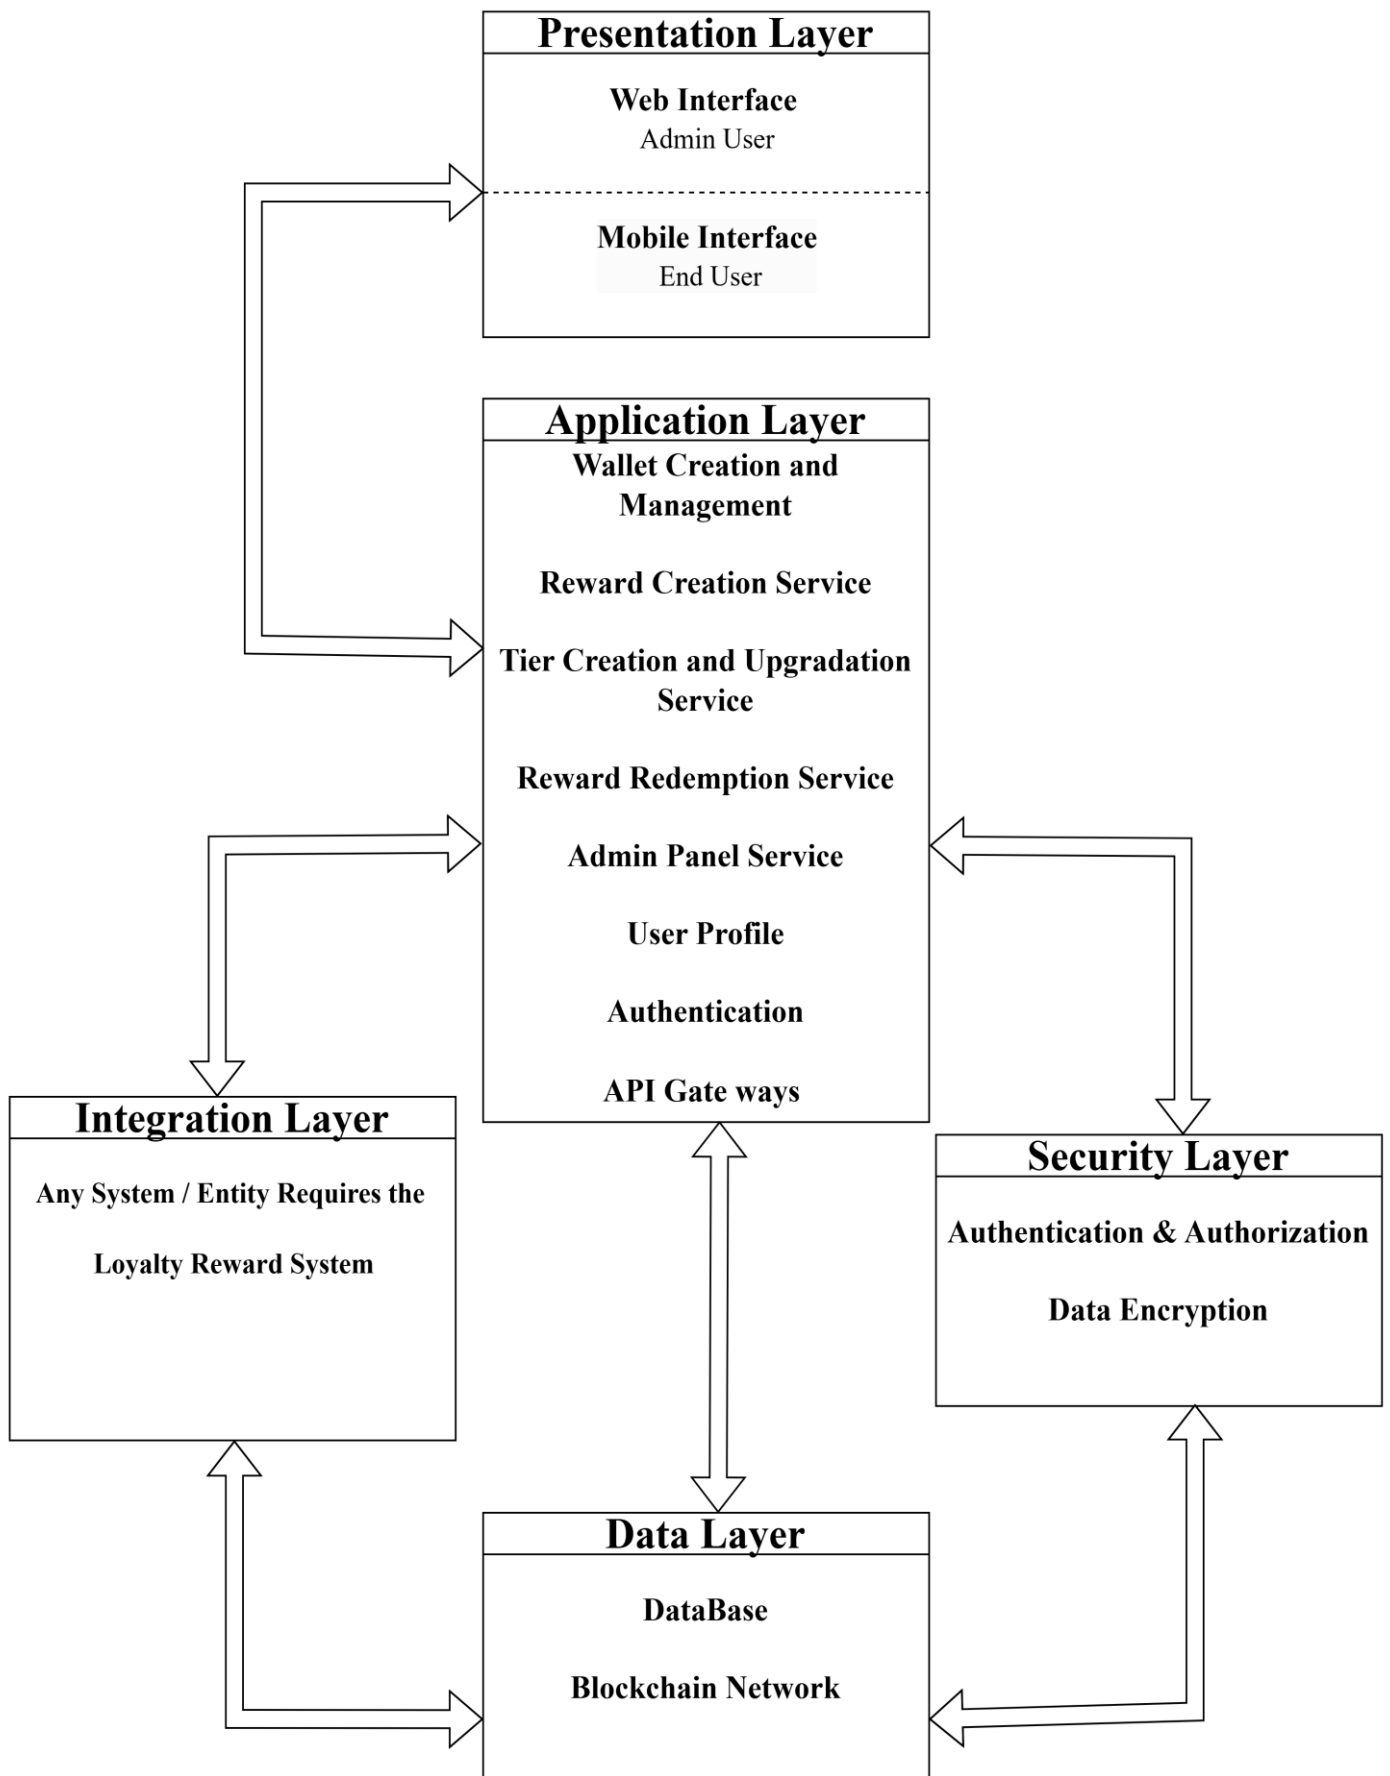 Presentation Layer
Web Interface
Admin User
Mobile Interface
End User
Application Layer
Wallet Creation and
Management
Reward Creation Service
Tier Creation and Upgradation
Service
Reward Redemption Service
Admin Panel Service
User Profile
Authentication
API Gate ways
Integration Layer
Any System / Entity Requires the
Loyalty Reward System
Security Layer
Authentication & Authorization
Data Encryption
Data Layer
DataBase
Blockchain Network